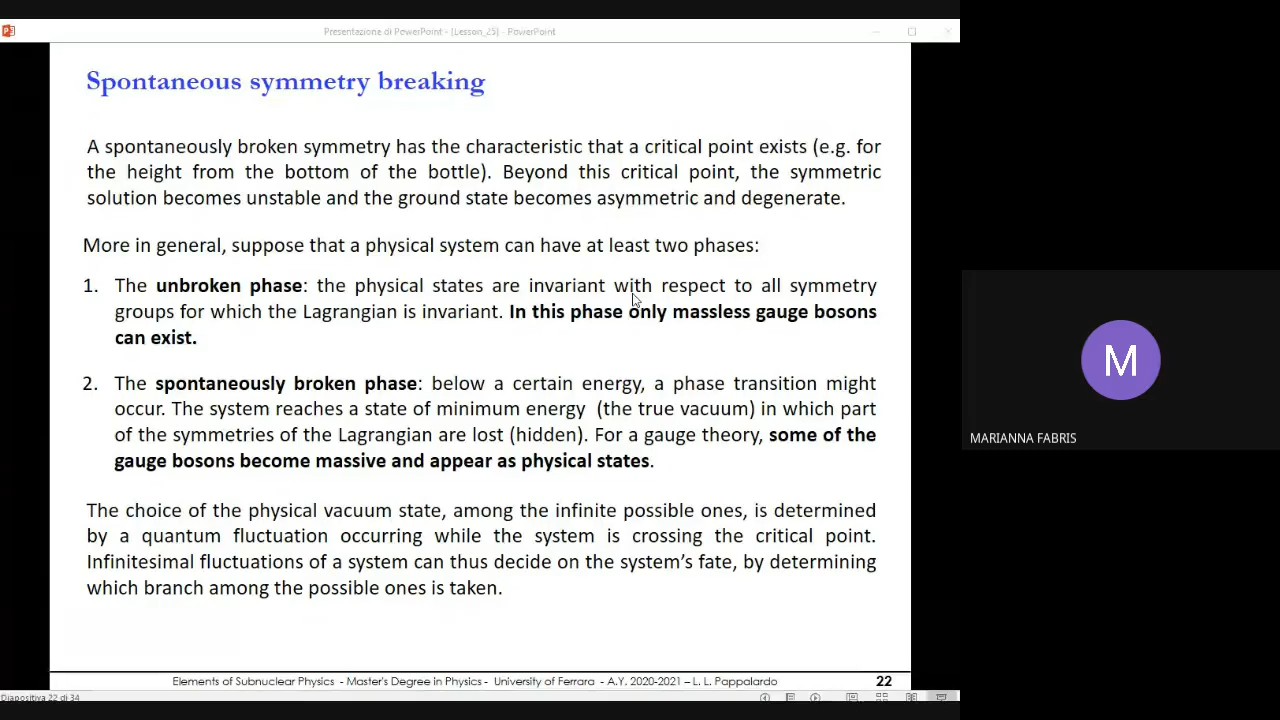 Presentazione di PowerPoint - [Lesson_25] - PowerPoint
Spontaneous symmetry breaking
A spontaneously broken symmetry has the characteristic that a critical point exists (e.g. for
the height from the bottom of the bottle). Beyond this critical point, the symmetric
solution becomes unstable and the ground state becomes asymmetric and degenerate.
More in general, suppose that a physical system can have at least two phases:
1. The unbroken phase: the physical states are invariant with respect to all symmetry
groups for which the Lagrangian is invariant. In this phase only massless gauge bosons
can exist.
2. The spontaneously broken phase: below a certain energy, a phase transition might
occur. The system reaches a state of minimum energy (the true vacuum) in which part
of the symmetries of the Lagrangian are lost (hidden). For a gauge theory, some of the
gauge bosons become massive and appear as physical states.
The choice of the physical vacuum state, among the infinite possible ones, is determined
by a quantum fluctuation occurring while the system is crossing the critical point.
Infinitesimal fluctuations of a system can thus decide on the system's fate, by determining
which branch among the possible ones is taken.
Elements of Subnuclear Physics - Master's Degree in Physics - University of Ferrara - A.Y. 2020-2021 – L. L. Pappalardo
22
Diapositiva 22 di 34
M
MARIANNA FABRIS